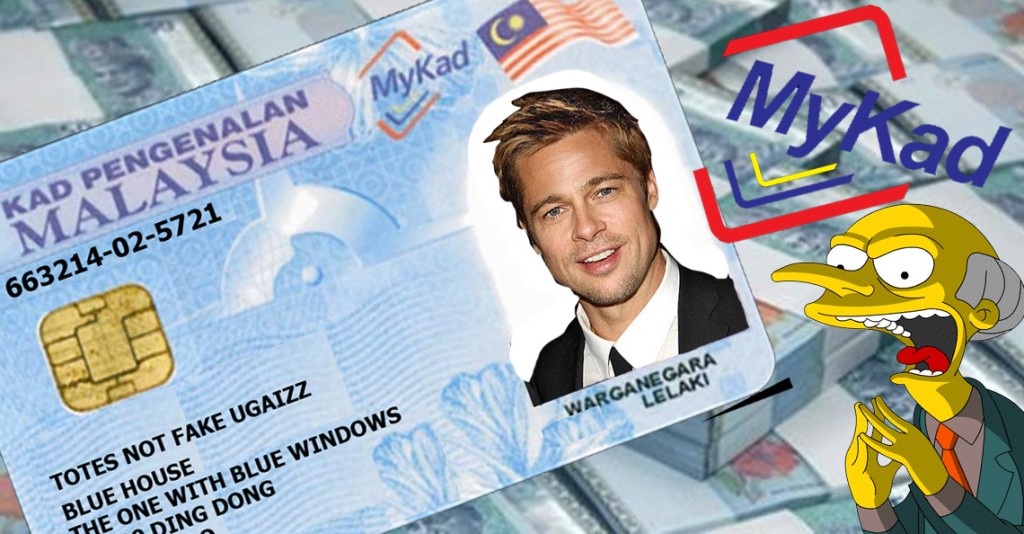 KAD PENGENALAN
MALAYSIA
MyKad
663214-02-5721
TOTES NOT FAKE UGAIZZ
BLUE HOUSE
THE ONE WITH BLUE WINDOWS
DING DONG
WARGANEGARA
LELAKI
MyKad